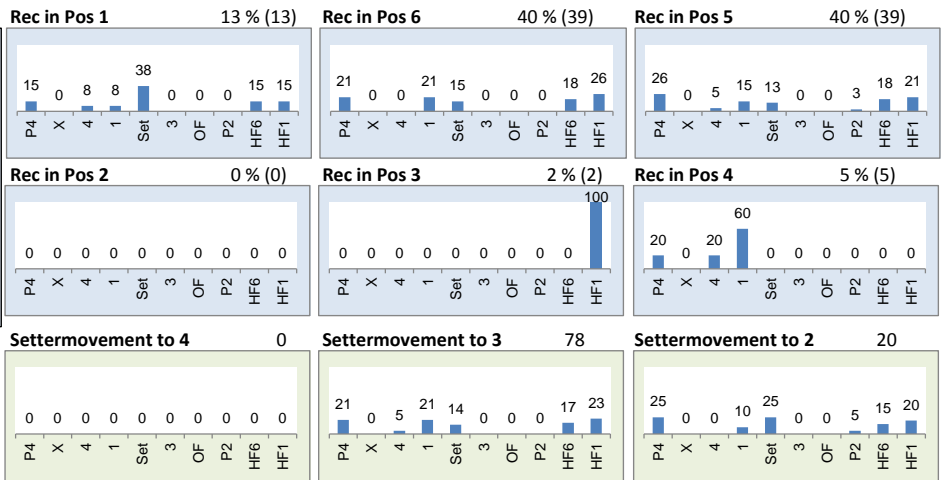 Rec in Pos 1 13 % (13)
15 0 8 8 38 0 0 0 15 15
P4 X 4 1 Set 3 OF P2 HF6 HF1
Rec in Pos 6 40 % (39)
21 0 0 21 15 0 0 0 18 26
P4 X 4 1 Set 3 OF P2 HF6 HF1
Rec in Pos 5 40 % (39)
26 0 5 15 13 0 0 3 18 21
P4 X 4 1 Set 3 OF P2 HF6 HF1
Rec in Pos 2 0 % (0)
0 0 0 0 0 0 0 0 0 0
P4 X 4 1 Set 3 OF P2 HF6 HF1
Rec in Pos 3 2 % (2)
0 0 0 0 0 0 0 0 0 100
P4 X 4 1 Set 3 OF P2 HF6 HF1
Rec in Pos 4 5 % (5)
20 0 20 60 0 0 0 0 0 0
P4 X 4 1 Set 3 OF P2 HF6 HF1
Settermovement to 4 0
0 0 0 0 0 0 0 0 0 0
P4 X 4 1 Set 3 OF P2 HF6 HF1
Settermovement to 3 78
21 0 5 21 14 0 0 0 17 23
P4 X 4 1 Set 3 OF P2 HF6 HF1
Settermovement to 2 20
25 0 0 10 25 0 0 5 15 20
P4 X 4 1 Set 3 OF P2 HF6 HF1